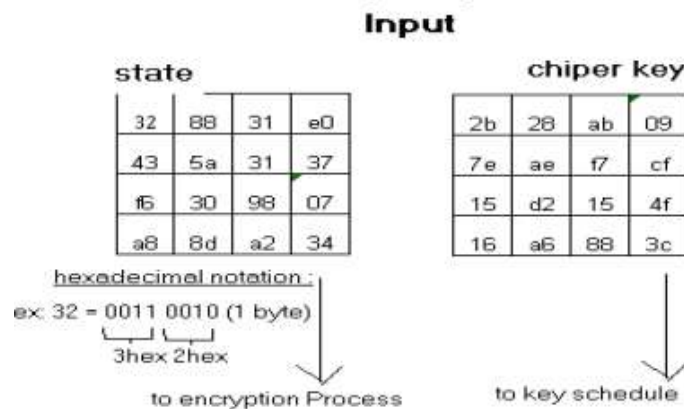 Input
state
chiper key
32 88 31 e0
43 5a 31 37
f6 30 98 07
a8 8d a2 34
2b 28 ab 09
7e ae f7 cf
15 d2 15 4f
16 a6 88 3c
hexadecimal notation :
ex: 32 = 0011 0010 (1 byte)
3hex 2hex
to encryption Process
to key schedule